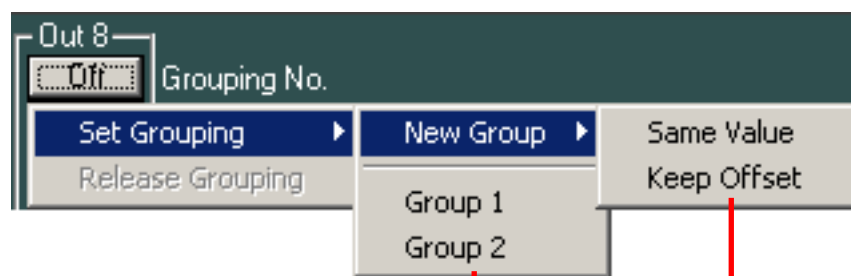 Out 8
Off
Grouping No.
Set Grouping
New Group
Same Value
Release Grouping
Keep Offset
Group 1
Group 2